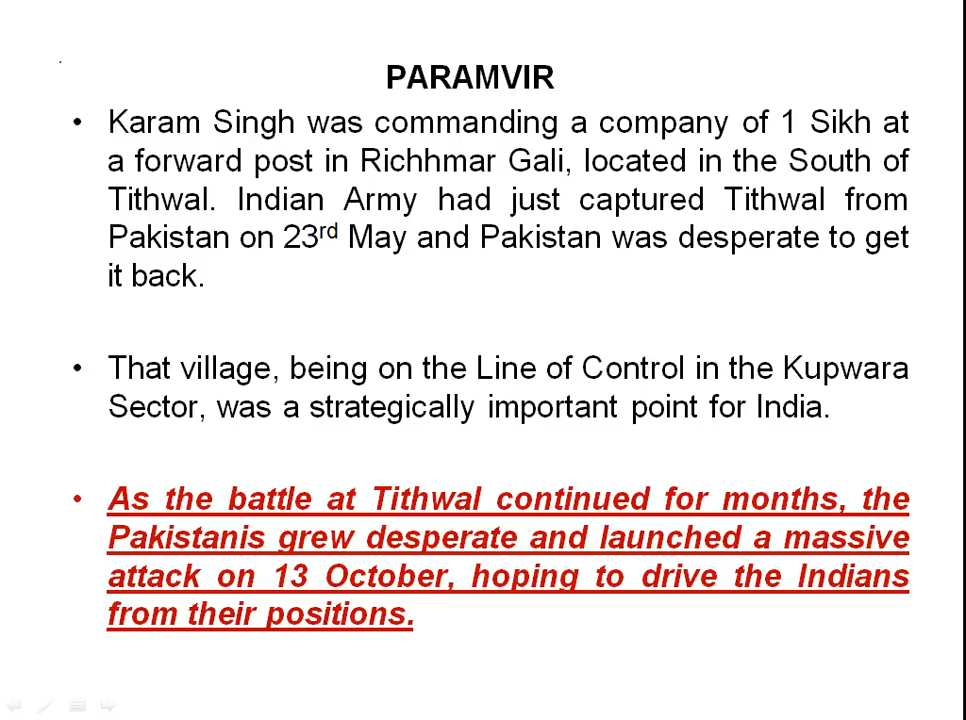 PARAMVIR
• Karam Singh was commanding a company of 1 Sikh at
a forward post in Richhmar Gali, located in the South of
Tithwal. Indian Army had just captured Tithwal from
Pakistan on 23rd May and Pakistan was desperate to get
it back.
• That village, being on the Line of Control in the Kupwara
Sector, was a strategically important point for India.
• As the battle at Tithwal continued for months, the
Pakistanis grew desperate and launched a massive
attack on 13 October, hoping to drive the Indians
from their positions.